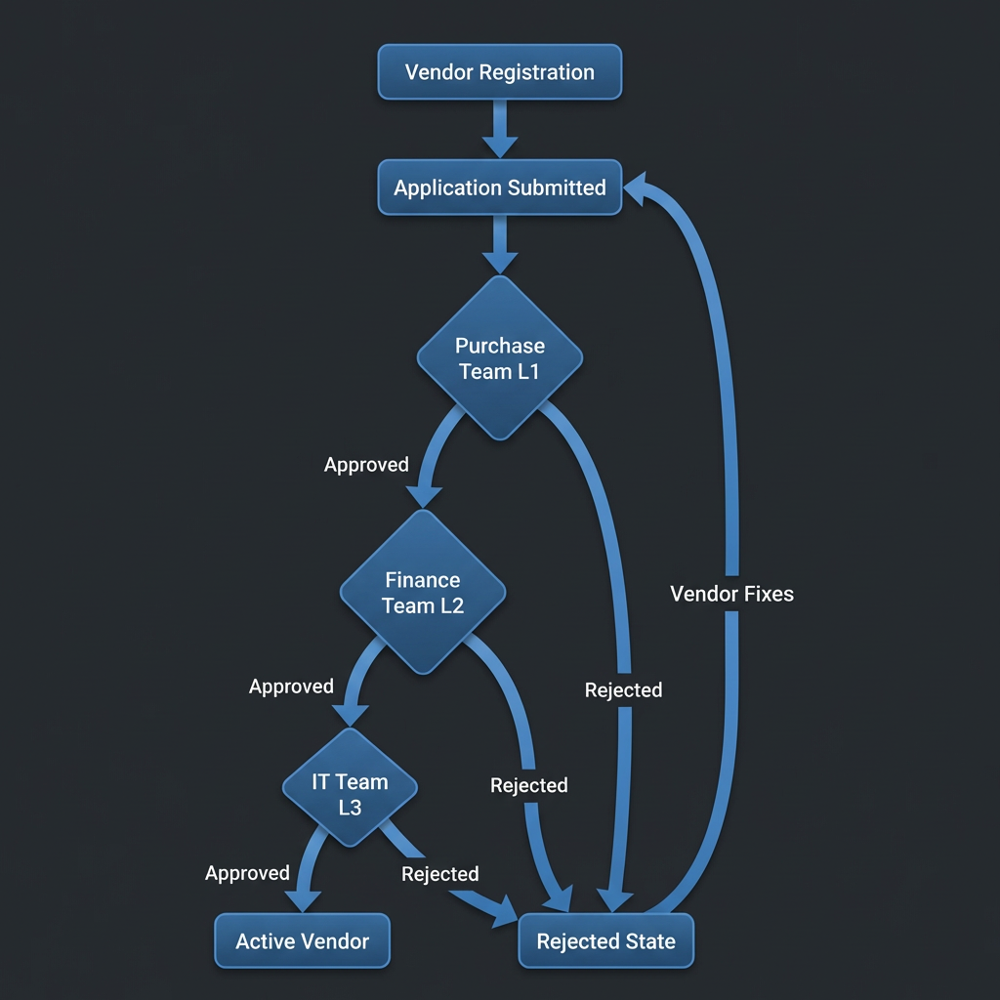 Vendor Registration
Application Submitted
Purchase
Team L1
Approved
Finance
Team L2
Vendor Fixes
Approved
Rejected
IT Team
L3
Rejected
Approved
Rejected
Active Vendor
Rejected State